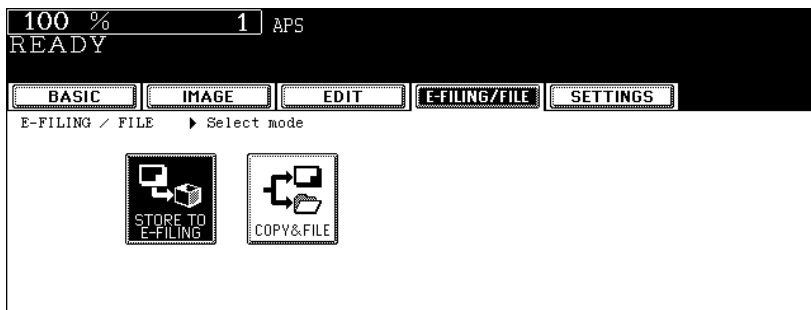 100 % 1 APS
READY
BASIC IMAGE EDIT E-FILING/FILE SETTINGS
E-FILING / FILE ▶ Select mode
STORE TO
E-FILING
COPY&FILE